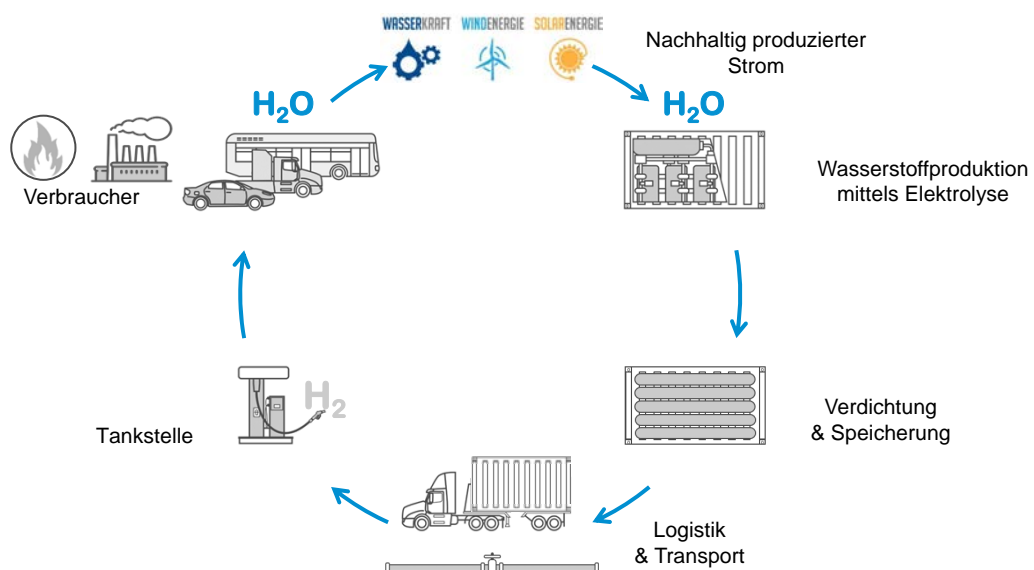 WASSERKRAFT WINDENERGIE SOLARENERGIE
Nachhaltig produzierter
Strom
H₂O
H₂O
Verbraucher
Wasserstoffproduktion
mittels Elektrolyse
H₂
Tankstelle
Verdichtung
& Speicherung
Logistik
& Transport